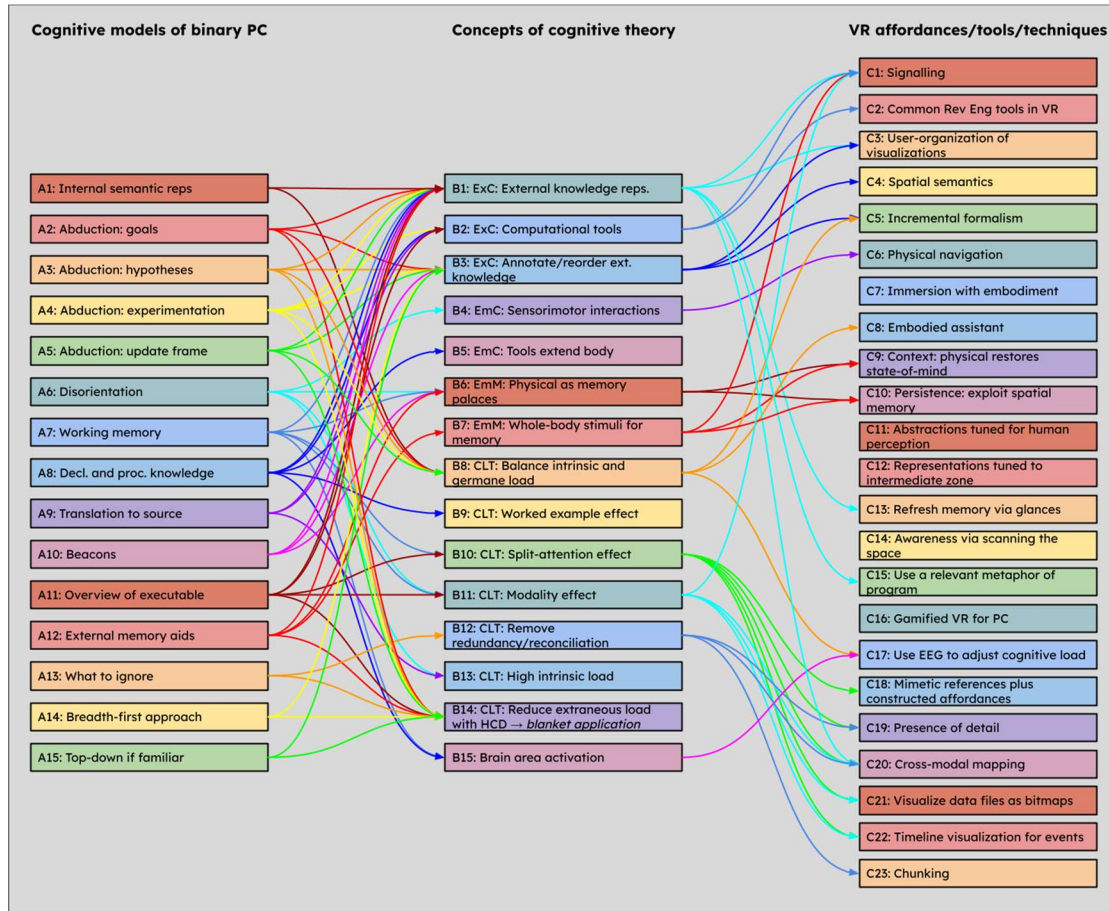 Cognitive models of binary PC
Concepts of cognitive theory
VR affordances/tools/techniques
A1: Internal semantic reps
A2: Abduction: goals
A3: Abduction: hypotheses
A4: Abduction: experimentation
A5: Abduction: update frame
A6: Disorientation
A7: Working memory
A8: Decl. and proc. knowledge
A9: Translation to source
A10: Beacons
A11: Overview of executable
A12: External memory aids
A13: What to ignore
A14: Breadth-first approach
A15: Top-down if familiar
B1: ExC: External knowledge reps.
B2: ExC: Computational tools
B3: ExC: Annotate/reorder ext.
knowledge
B4: EmC: Sensorimotor interactions
B5: EmC: Tools extend body
B6: EmM: Physical as memory
palaces
B7: EmM: Whole-body stimuli for
memory
B8: CLT: Balance intrinsic and
germane load
B9: CLT: Worked example effect
B10: CLT: Split-attention effect
B11: CLT: Modality effect
B12: CLT: Remove
redundancy/reconciliation
B13: CLT: High intrinsic load
B14: CLT: Reduce extraneous load
with HCD → blanket application
B15: Brain area activation
C1: Signalling
C2: Common Rev Eng tools in VR
C3: User-organization of
visualizations
C4: Spatial semantics
C5: Incremental formalism
C6: Physical navigation
C7: Immersion with embodiment
C8: Embodied assistant
C9: Context: physical restores
state-of-mind
C10: Persistence: exploit spatial
memory
C11: Abstractions tuned for human
perception
C12: Representations tuned to
intermediate zone
C13: Refresh memory via glances
C14: Awareness via scanning the
space
C15: Use a relevant metaphor of
program
C16: Gamified VR for PC
C17: Use EEG to adjust cognitive load
C18: Mimetic references plus
constructed affordances
C19: Presence of detail
C20: Cross-modal mapping
C21: Visualize data files as bitmaps
C22: Timeline visualization for events
C23: Chunking